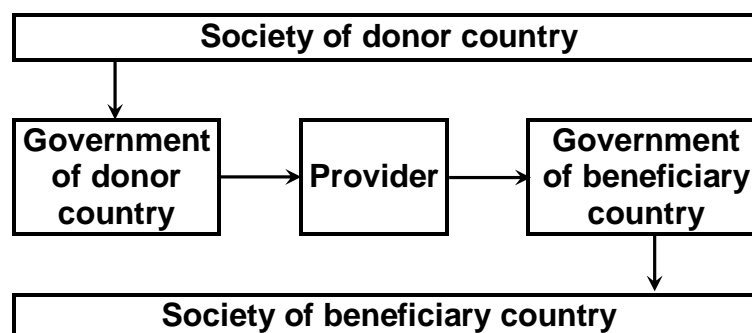 Society of donor country
Government
of donor
country
Provider
Government
of beneficiary
country
Society of beneficiary country